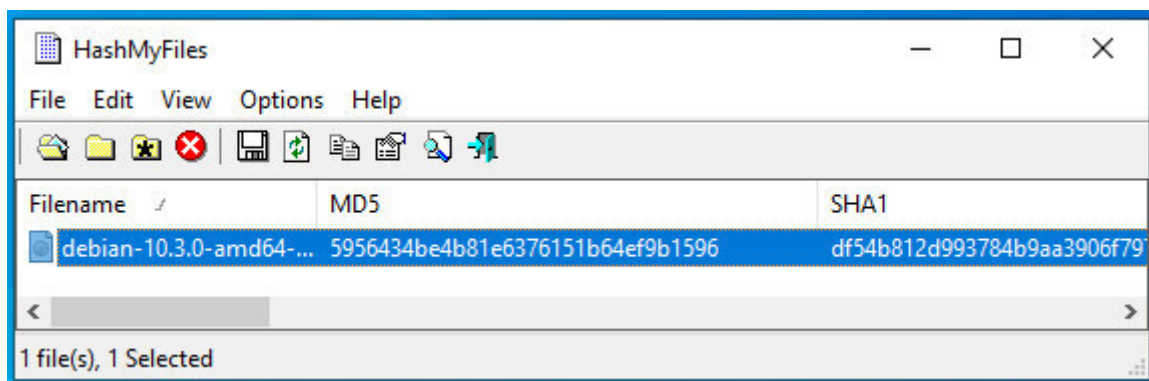 HashMyFiles
File Edit View Options Help
Filename MD5 SHA1
debian-10.3.0-amd64-... 5956434be4b81e6376151b64ef9b1596 df54b812d993784b9aa3906f79
1 file(s), 1 Selected